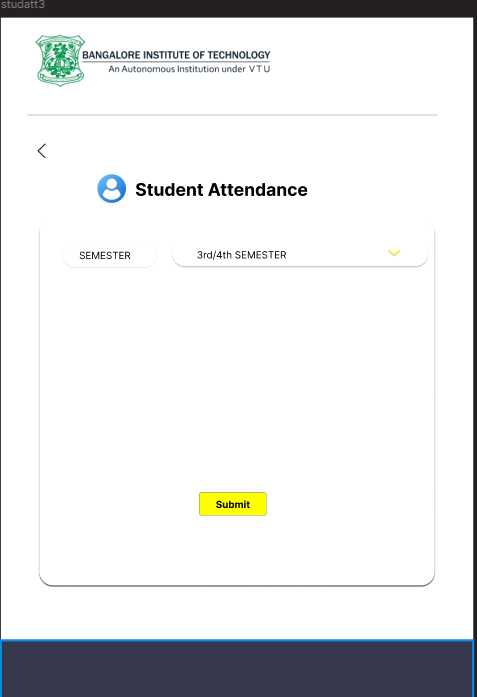 studatt3
BANGALORE INSTITUTE OF TECHNOLOGY
An Autonomous Institution under VTU
Student Attendance
SEMESTER
3rd/4th SEMESTER
Submit